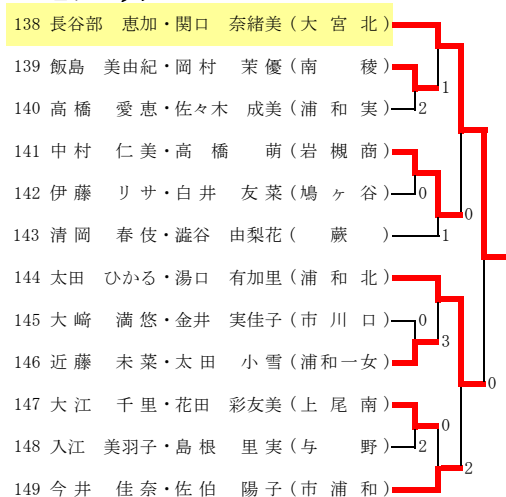 138 長谷部 恵加・関口 奈緒美(大 宮 北)
139 飯島 美由紀・岡村 茉優(南 稜) 1
140 高橋 愛恵・佐々木 成美(浦 和 実) 2
141 中村 仁美・高橋 萌(岩 槻 商)
142 伊藤 リサ・白井 友菜(鳩 ヶ 谷) 0
0
143 清岡 春伎・澁谷 由梨花( 蕨 ) 1
144 太田 ひかる・湯口 有加里(浦 和 北)
145 大﨑 満悠・金井 実佳子(市 川 口) 0
3
146 近藤 未菜・太田 小雪(浦和一女)
0
147 大江 千里・花田 彩友美(上 尾 南)
0
148 入江 美羽子・島根 里実(与 野) 2
2
149 今井 佳奈・佐伯 陽子(市 浦 和)